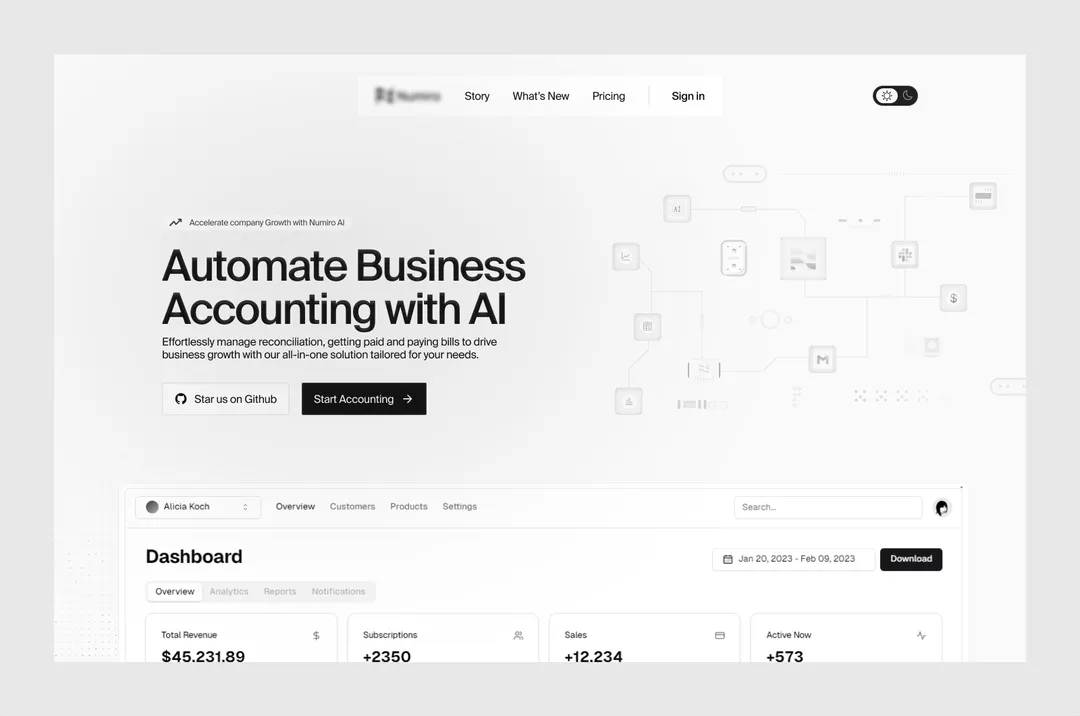 Numiro
Story
What's New
Pricing
Sign in
Accelerate company Growth with Numiro AI
Automate Business
Accounting with AI
Effortlessly manage reconciliation, getting paid and paying bills to drive
business growth with our all-in-one solution tailored for your needs.
Star us on Github
Start Accounting
AI
$
Alicia Koch
Overview
Customers
Products
Settings
Search...
Dashboard
Jan 20, 2023 - Feb 09, 2023
Download
Overview
Analytics
Reports
Notifications
Total Revenue
$
Subscriptions
Sales
Active Now
$45,231.89
+2350
+12,234
+573